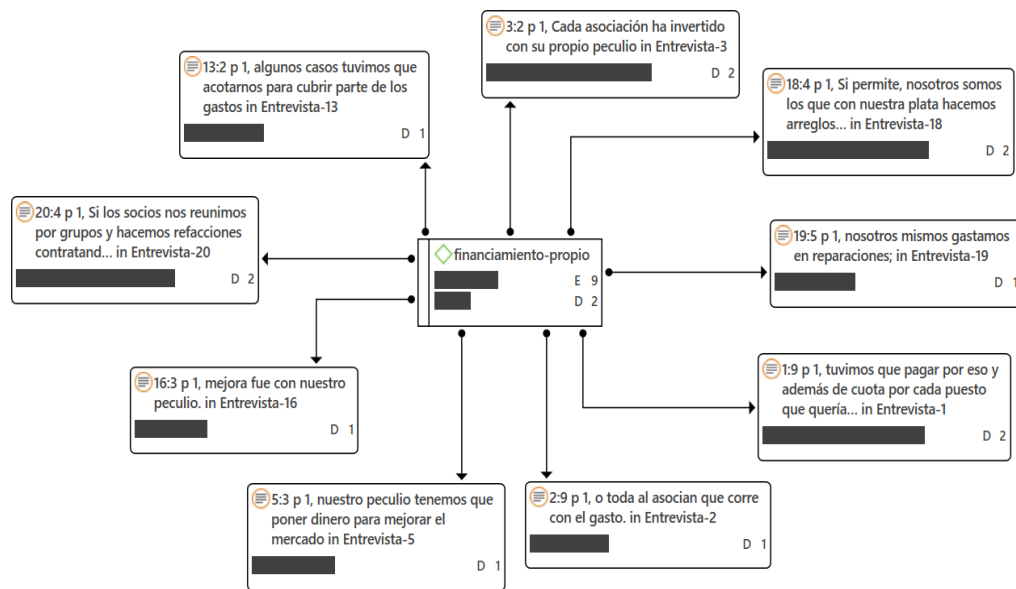 3:2 p 1, Cada asociación ha invertido
con su propio peculio in Entrevista-3
D 2
13:2 p 1, algunos casos tuvimos que
acotarnos para cubrir parte de los
gastos in Entrevista-13
D 1
18:4 p 1, Si permite, nosotros somos
los que con nuestra plata hacemos
arreglos... in Entrevista-18
D 2
20:4 p 1, Si los socios nos reunimos
por grupos y hacemos refacciones
contratand... in Entrevista-20
D 2
financiamiento-propio
E 9
D 2
19:5 p 1, nosotros mismos gastamos
en reparaciones; in Entrevista-19
D 1
16:3 p 1, mejora fue con nuestro
peculio. in Entrevista-16
D 1
1:9 p 1, tuvimos que pagar por eso y
además de cuota por cada puesto
que quería... in Entrevista-1
D 2
5:3 p 1, nuestro peculio tenemos que
poner dinero para mejorar el
mercado in Entrevista-5
D 1
2:9 p 1, o toda al asocian que corre
con el gasto. in Entrevista-2
D 1